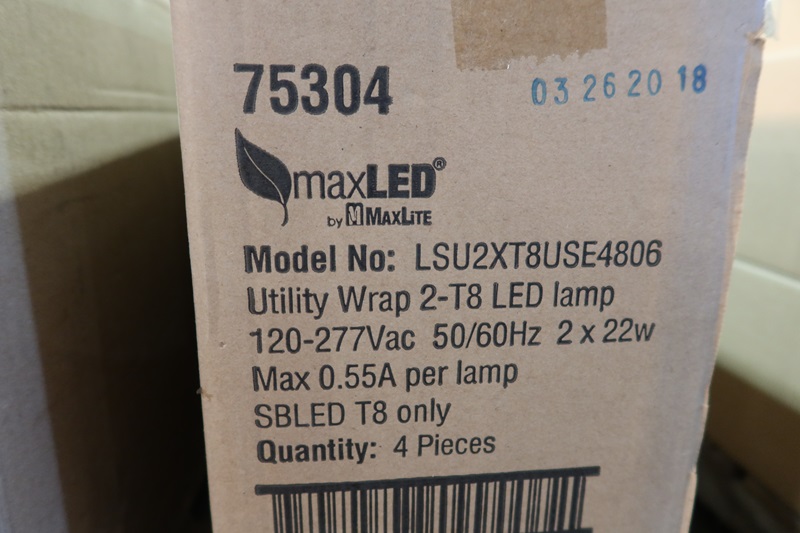 75304
03 26 20 18
maxLED®
by MAXLITE
Model No: LSU2XT8USE4806
Utility Wrap 2-T8 LED lamp
120-277Vac 50/60Hz 2 x 22w
Max 0.55A per lamp
SBLED T8 only
Quantity: 4 Pieces